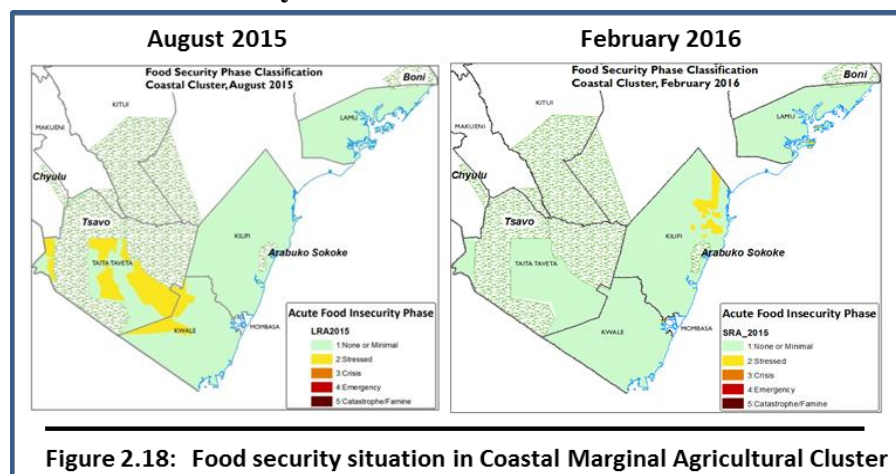 August 2015
February 2016
Food Security Phase Classification
Coastal Cluster, August 2015
Boni
KITUI
LAMU
MAKUENI
Chyulu
Tsavo
KILIFI
Arabuko Sokoke
TAITA TAVETA
KWALE
MOMBASA
Acute Food Insecurity Phase
LRA2015
1:None or Minimal
2:Stressed
3:Crisis
4:Emergency
5:Catastrophe/Famine
Food Security Phase Classification
Coastal Cluster, February 2016
Boni
KITUI
LAMU
MAKUENI
Chyulu
Tsavo
KILIFI
Arabuko Sokoke
TAITA TAVETA
KWALE
MOMBASA
Acute Food Insecurity Phase
SRA_2015
1:None or Minimal
2:Stressed
3:Crisis
4:Emergency
5:Catastrophe/Famine
Figure 2.18: Food security situation in Coastal Marginal Agricultural Cluster